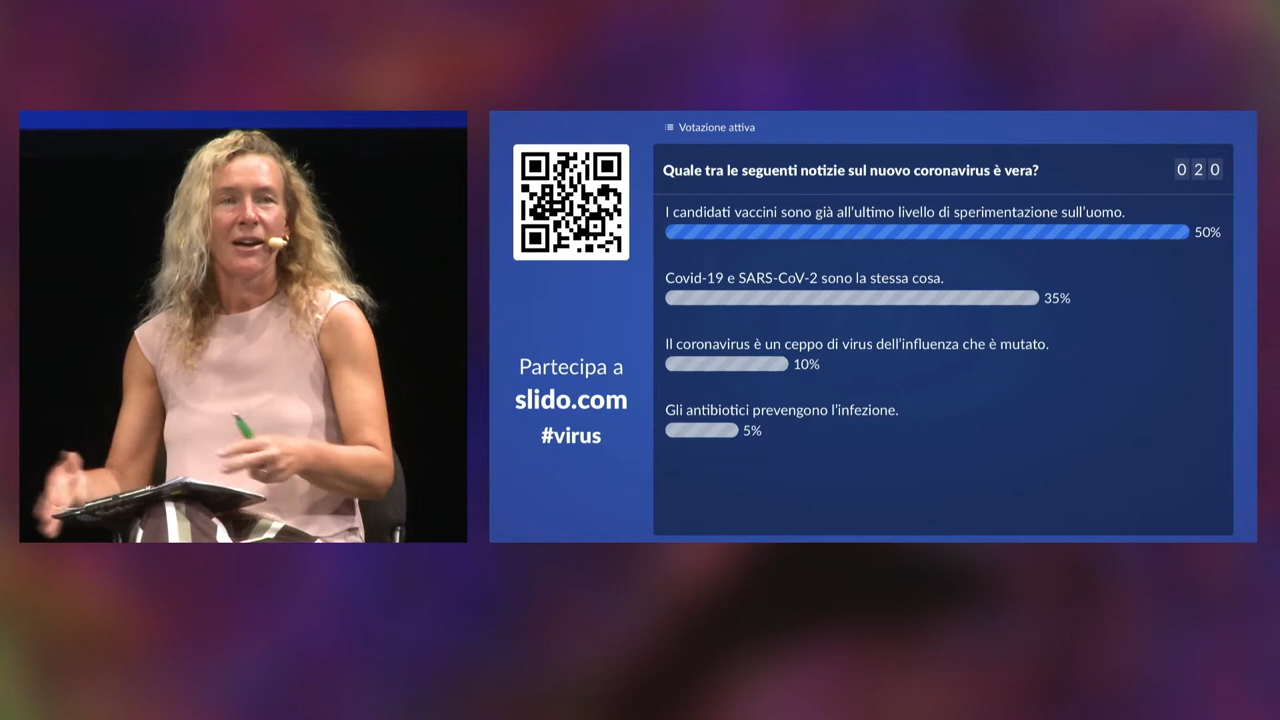 Votazione attiva
Quale tra le seguenti notizie sul nuovo coronavirus è vera?
0 2 0
I candidati vaccini sono già all'ultimo livello di sperimentazione sull'uomo.
50%
Covid-19 e SARS-CoV-2 sono la stessa cosa.
35%
Il coronavirus è un ceppo di virus dell'influenza che è mutato.
10%
Gli antibiotici prevengono l'infezione.
5%
Partecipa a
slido.com
#virus